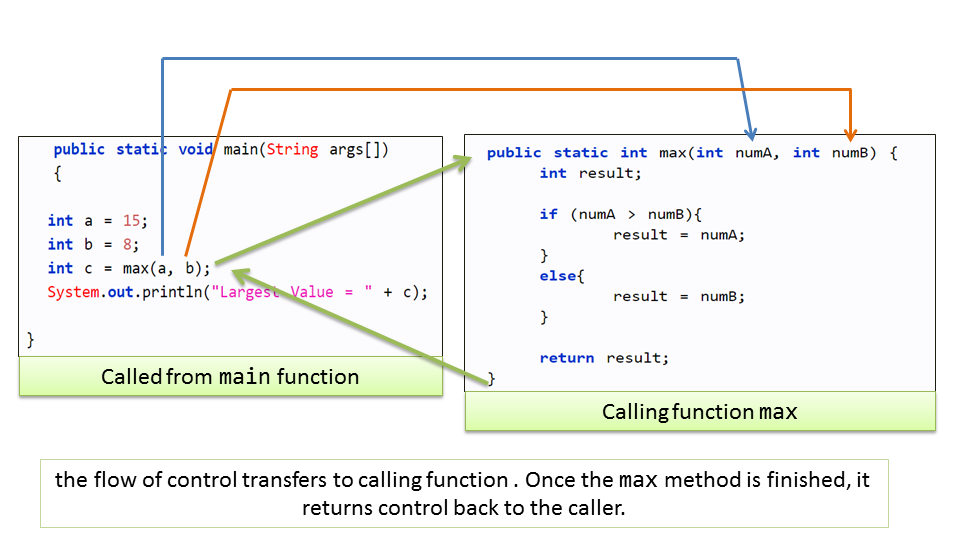 public static void main(String args[])
{
int a = 15;
int b = 8;
int c = max(a, b);
System.out.println("Largest Value = " + c);
}
Called from main function
public static int max(int numA, int numB) {
int result;
if (numA > numB){
result = numA;
}
else{
result = numB;
}
return result;
}
Calling function max
the flow of control transfers to calling function . Once the max method is finished, it
returns control back to the caller.